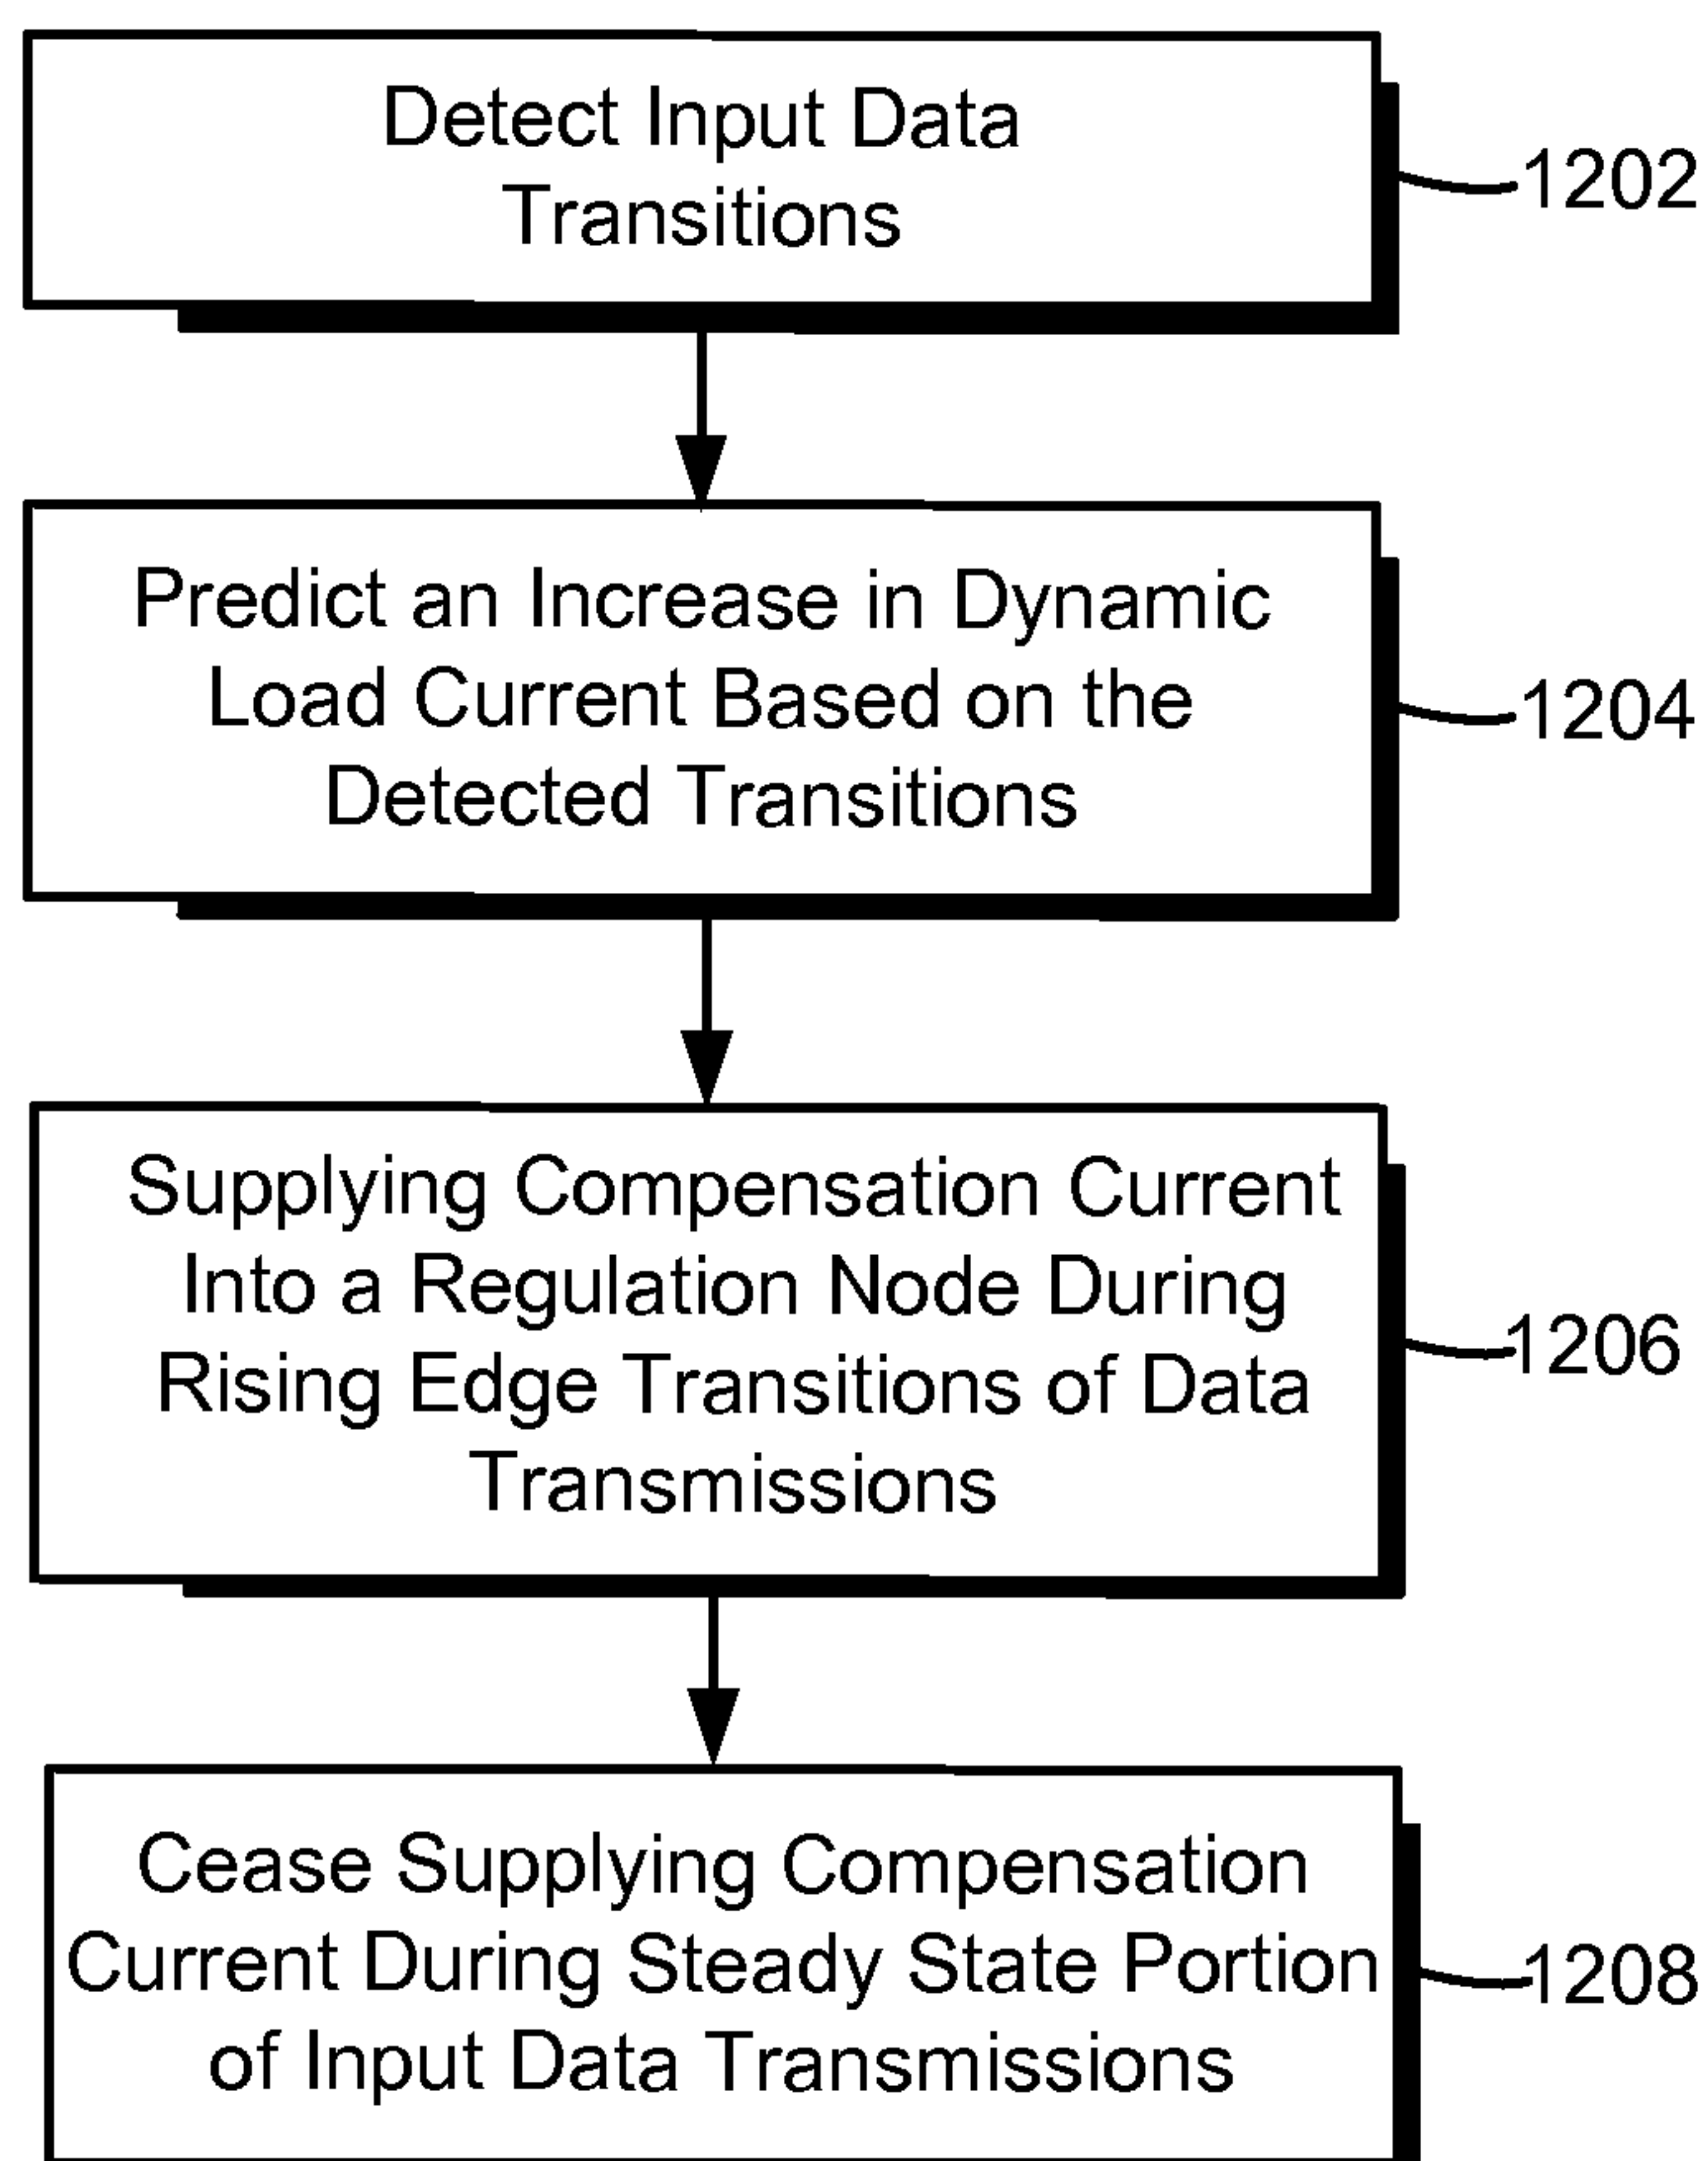 Detect Input Data
Transitions
1202
Predict an Increase in Dynamic
Load Current Based on the
Detected Transitions
1204
Supplying Compensation Current
Into a Regulation Node During
Rising Edge Transitions of Data
Transmissions
1206
Cease Supplying Compensation
Current During Steady State Portion
of Input Data Transmissions
1208